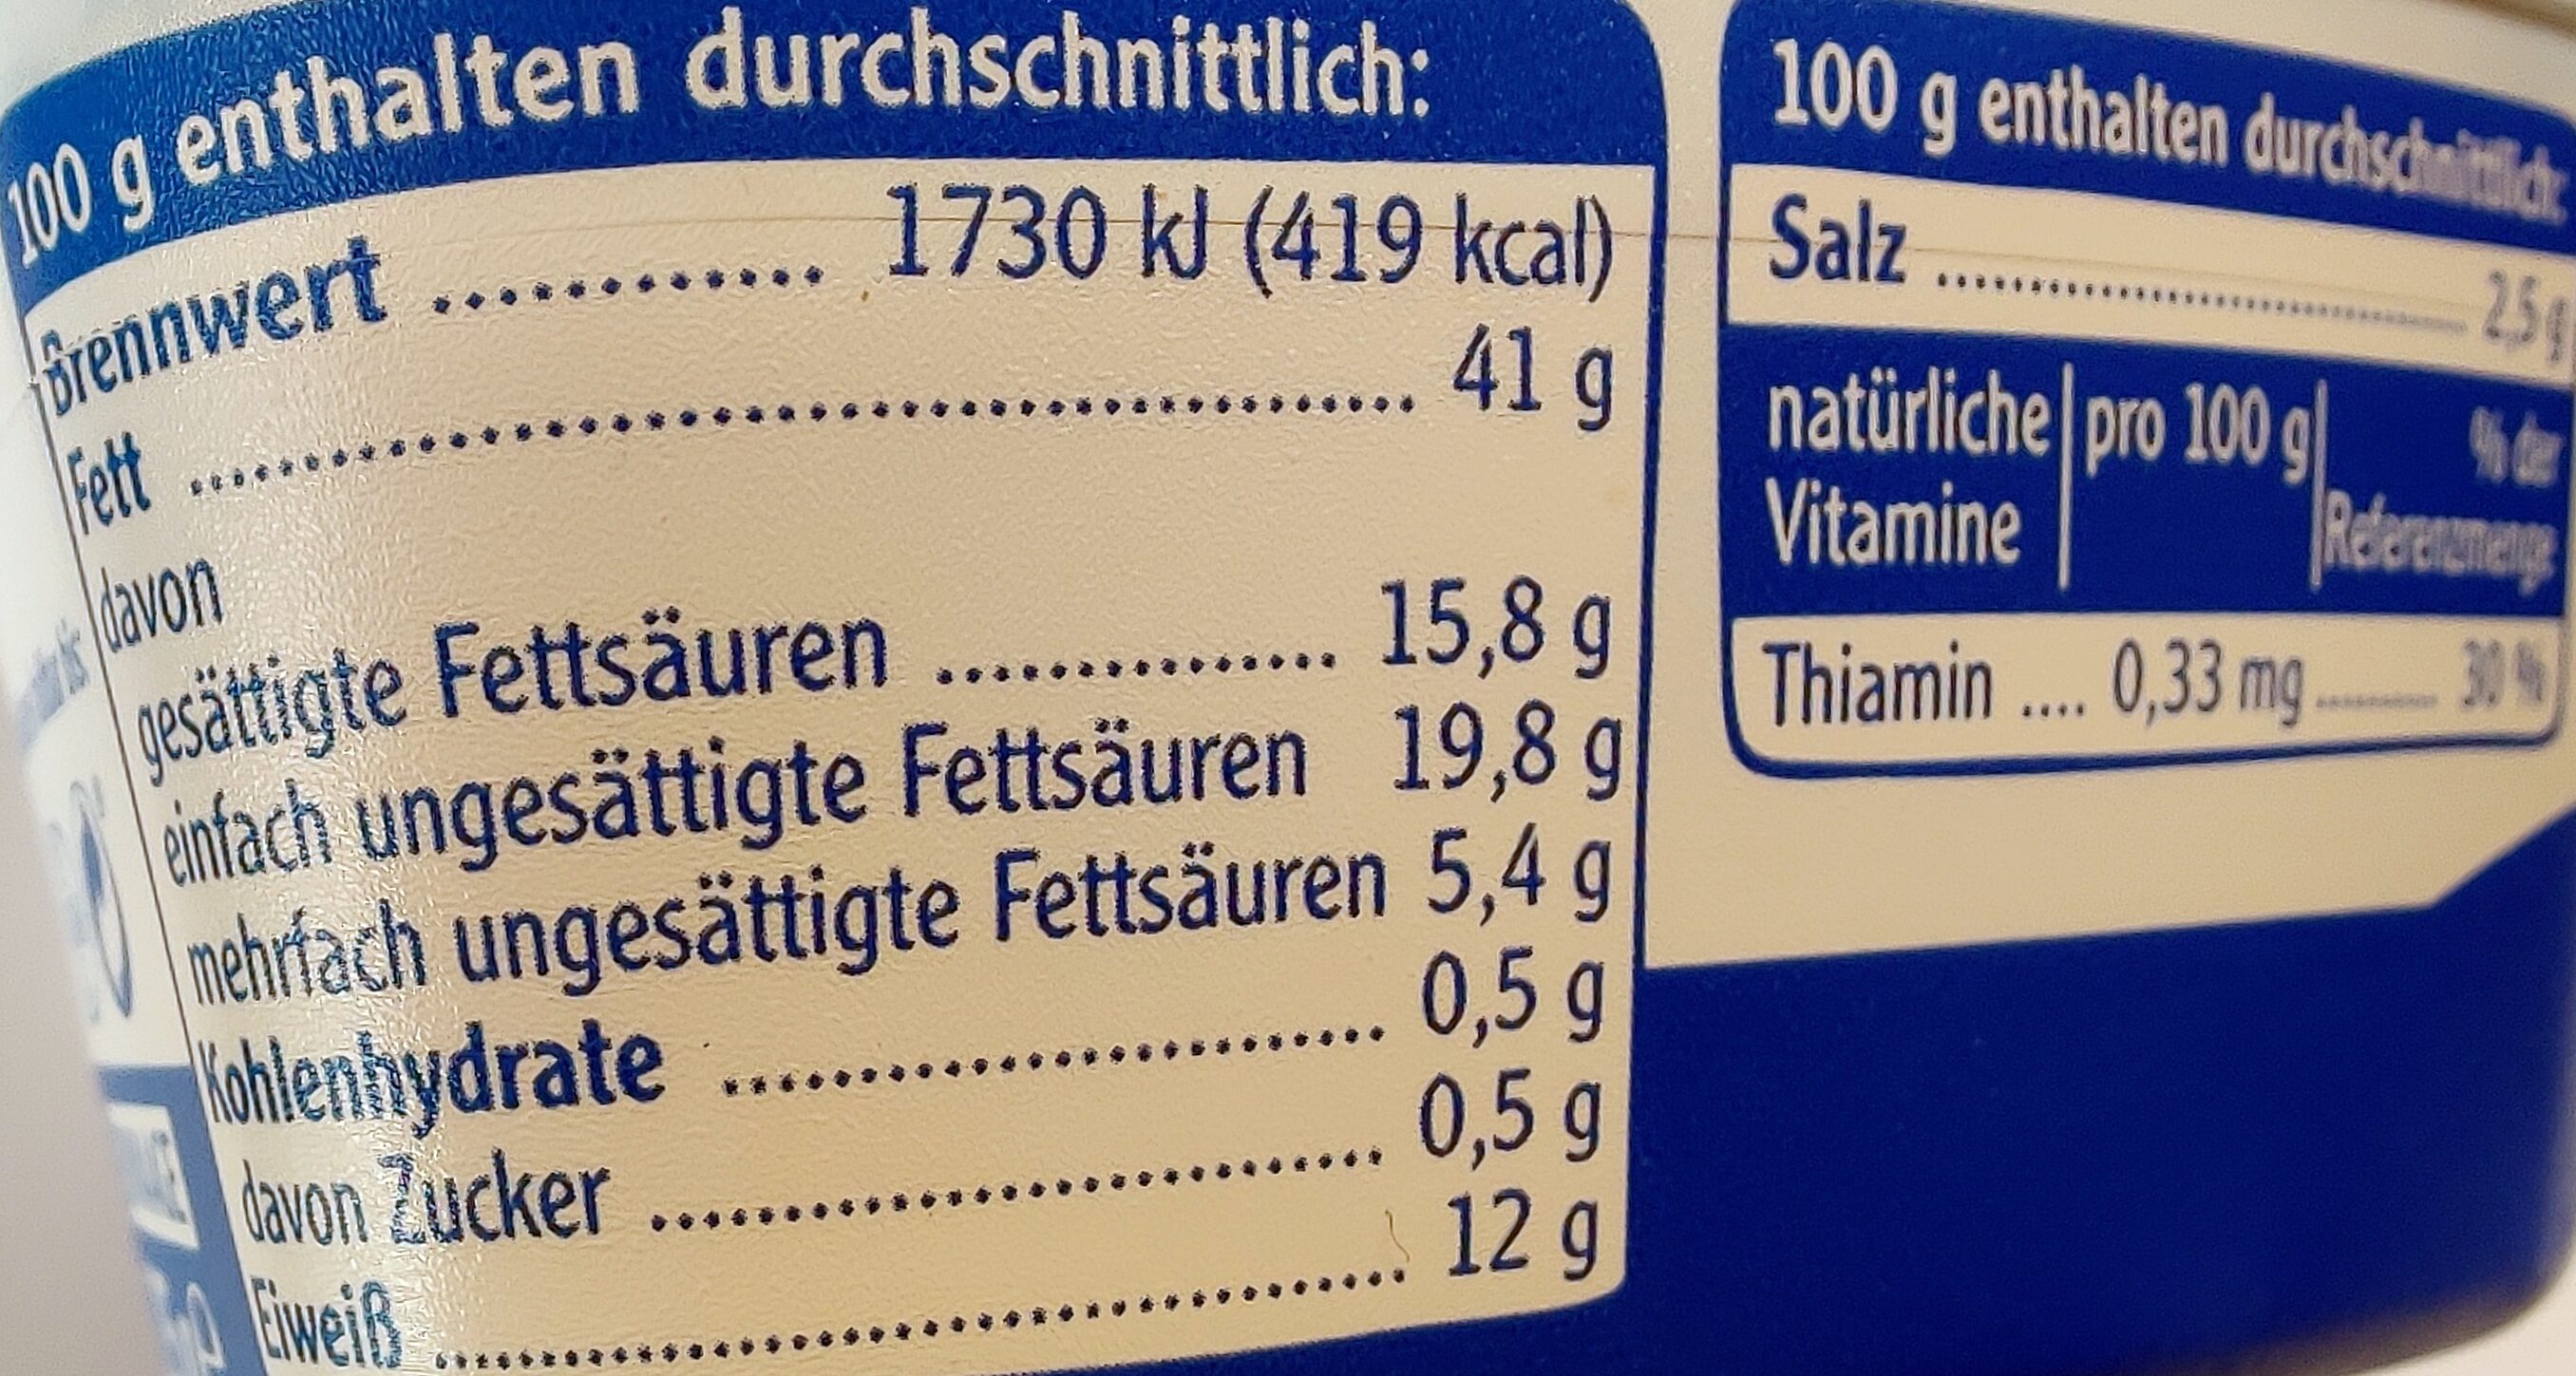 100 g enthalten durchschnittlich:
Brennwert ............ 1730 kJ (419 kcal)
Fett ........................................ 41 g
davon
gesättigte Fettsäuren ............... 15,8 g
einfach ungesättigte Fettsäuren 19,8 g
mehrfach ungesättigte Fettsäuren 5,4 g
Kohlenhydrate ......................... 0,5 g
davon Zucker ............................ 0,5 g
Eiweiß ..................................... 12 g
100 g enthalten durchschnittlich:
Salz ........................................ 2,5 g
natürliche | pro 100 g | % der
Vitamine Referenzmenge
Thiamin .... 0,33 mg ............ 30 %